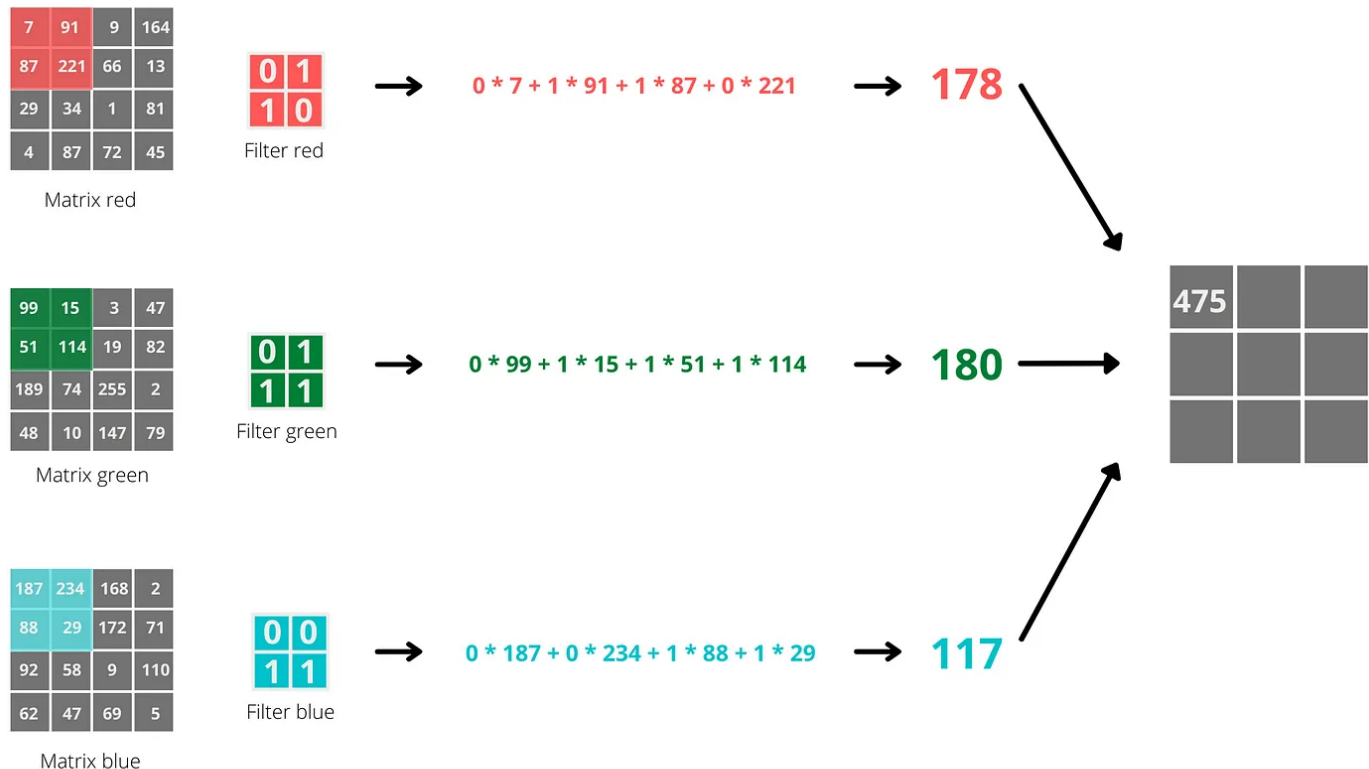 7 91 9 164
87 221 66 13
29 34 1 81
4 87 72 45
Matrix red
0 1
1 0
Filter red
0 * 7 + 1 * 91 + 1 * 87 + 0 * 221
178
99 15 3 47
51 114 19 82
189 74 255 2
48 10 147 79
Matrix green
0 1
1 1
Filter green
0 * 99 + 1 * 15 + 1 * 51 + 1 * 114
180
187 234 168 2
88 29 172 71
92 58 9 110
62 47 69 5
Matrix blue
0 0
1 1
Filter blue
0 * 187 + 0 * 234 + 1 * 88 + 1 * 29
117
475